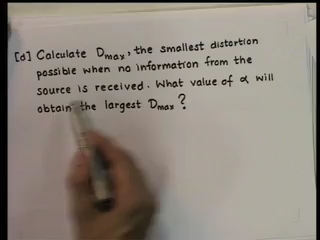 [d] Calculate Dmax, the smallest distortion
possible when no information from the
source is received. What value of α will
obtain the largest Dmax ?